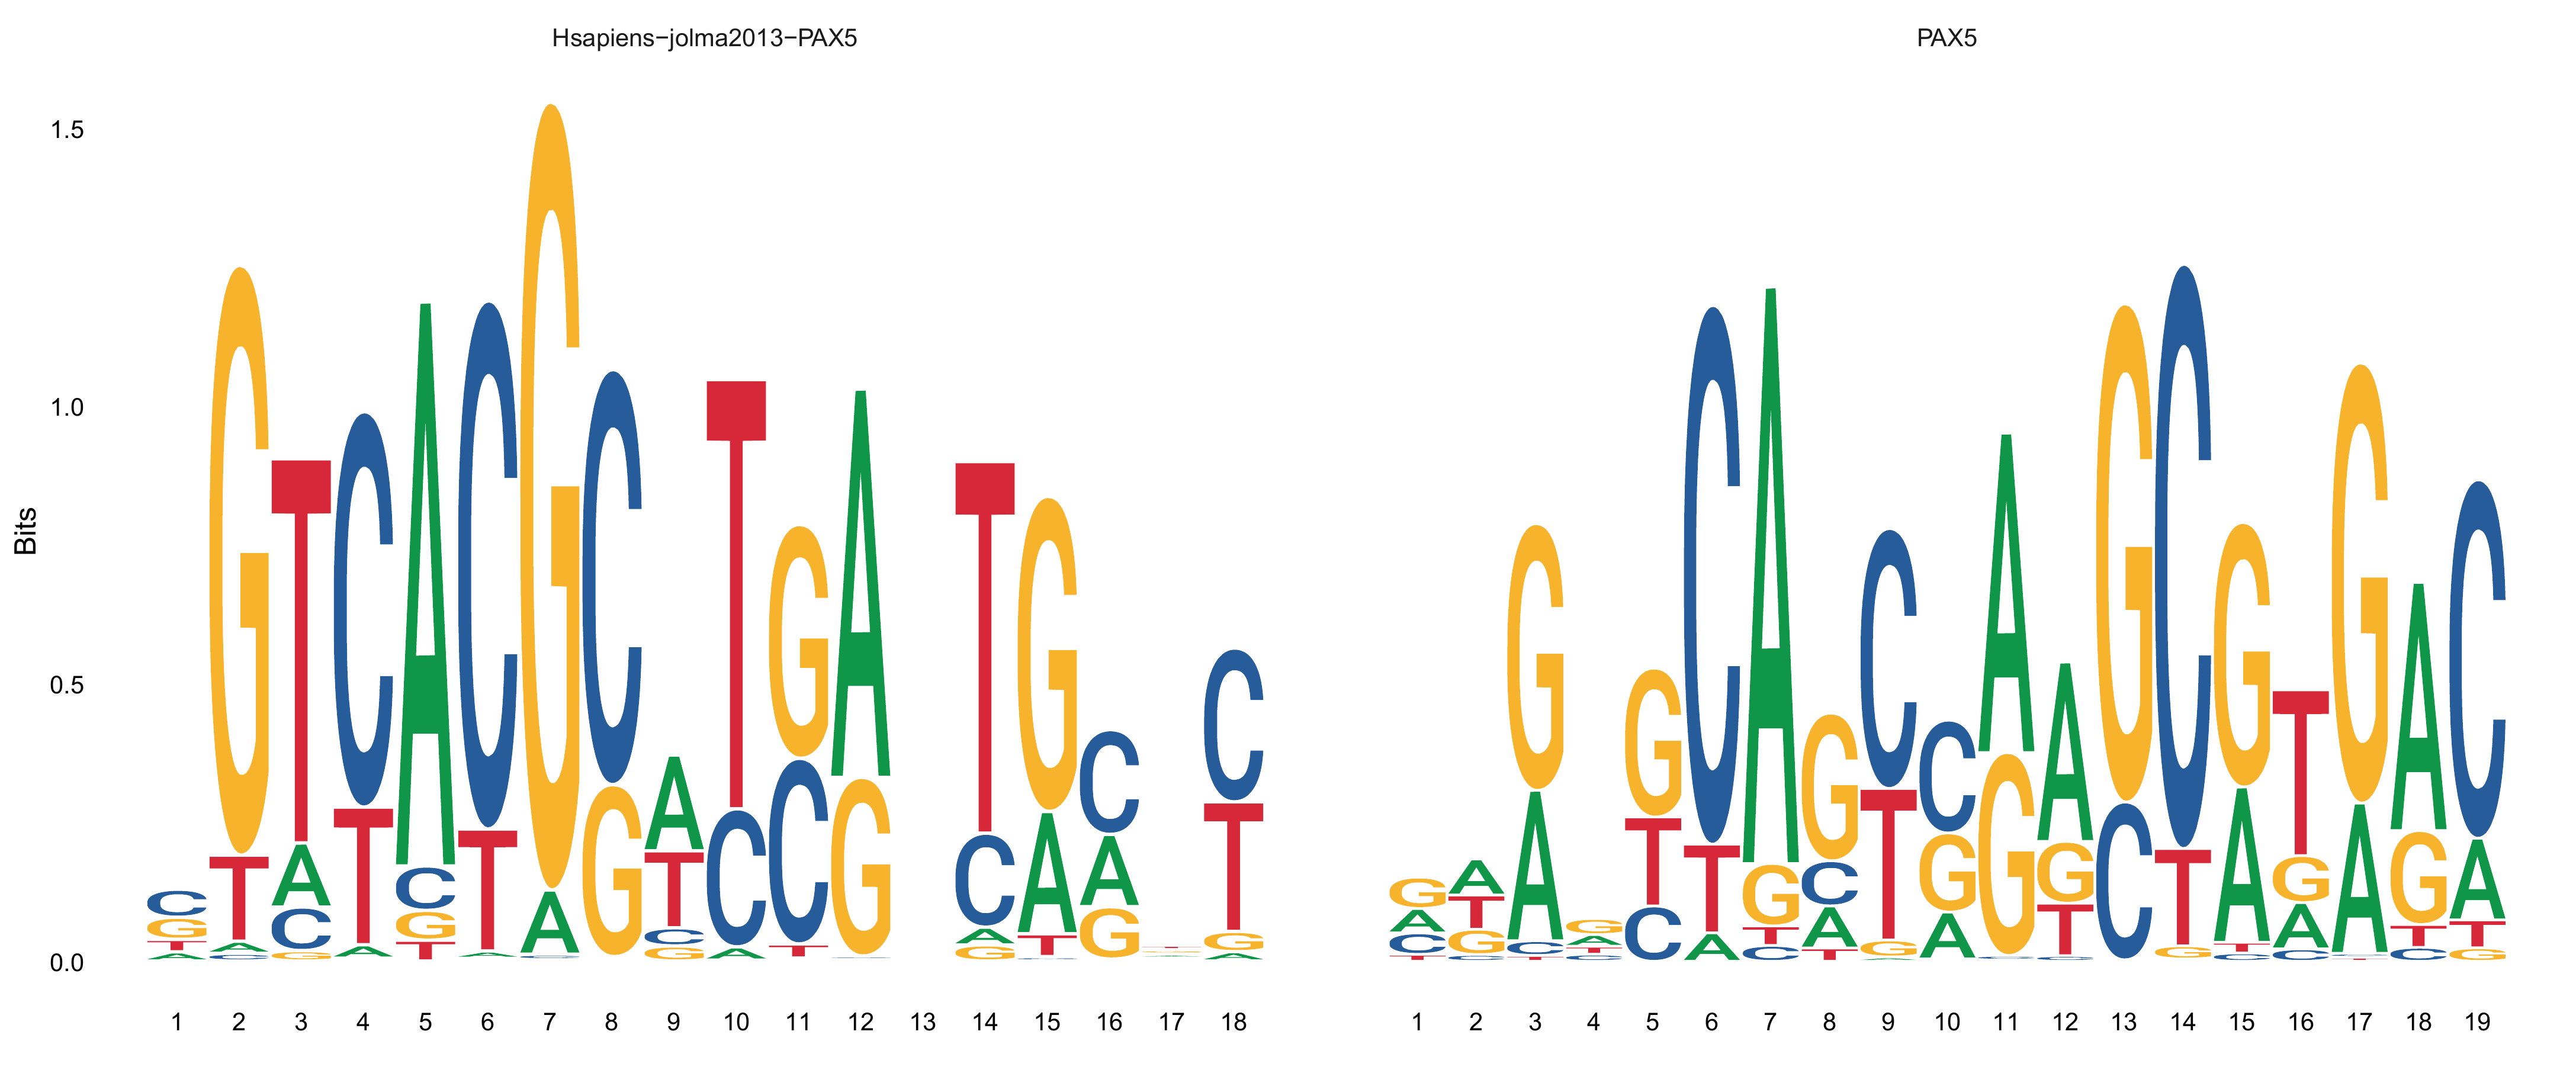 Hsapiens−jolma2013−PAX5 PAX5
1.5
1.0
0.5
0.0
Bits
1 2 3 4 5 6 7 8 9 10 11 12 13 14 15 16 17 18
1 2 3 4 5 6 7 8 9 10 11 12 13 14 15 16 17 18 19
C G T A
G T A C
T A C G
C T A
A C G T
C T A
G A C
C G
A T C G
T C A
G C T
A G
T C A G
G A T C
C A G
C T G A
G A C T
A T G C
G A C T
G A T C
G T C
C T A
A G T C
G C A T
C T G A
C G A
A G C
A G T C
G C
C T G
G A T C
T G A C
G A C T
A G T C
C A T G